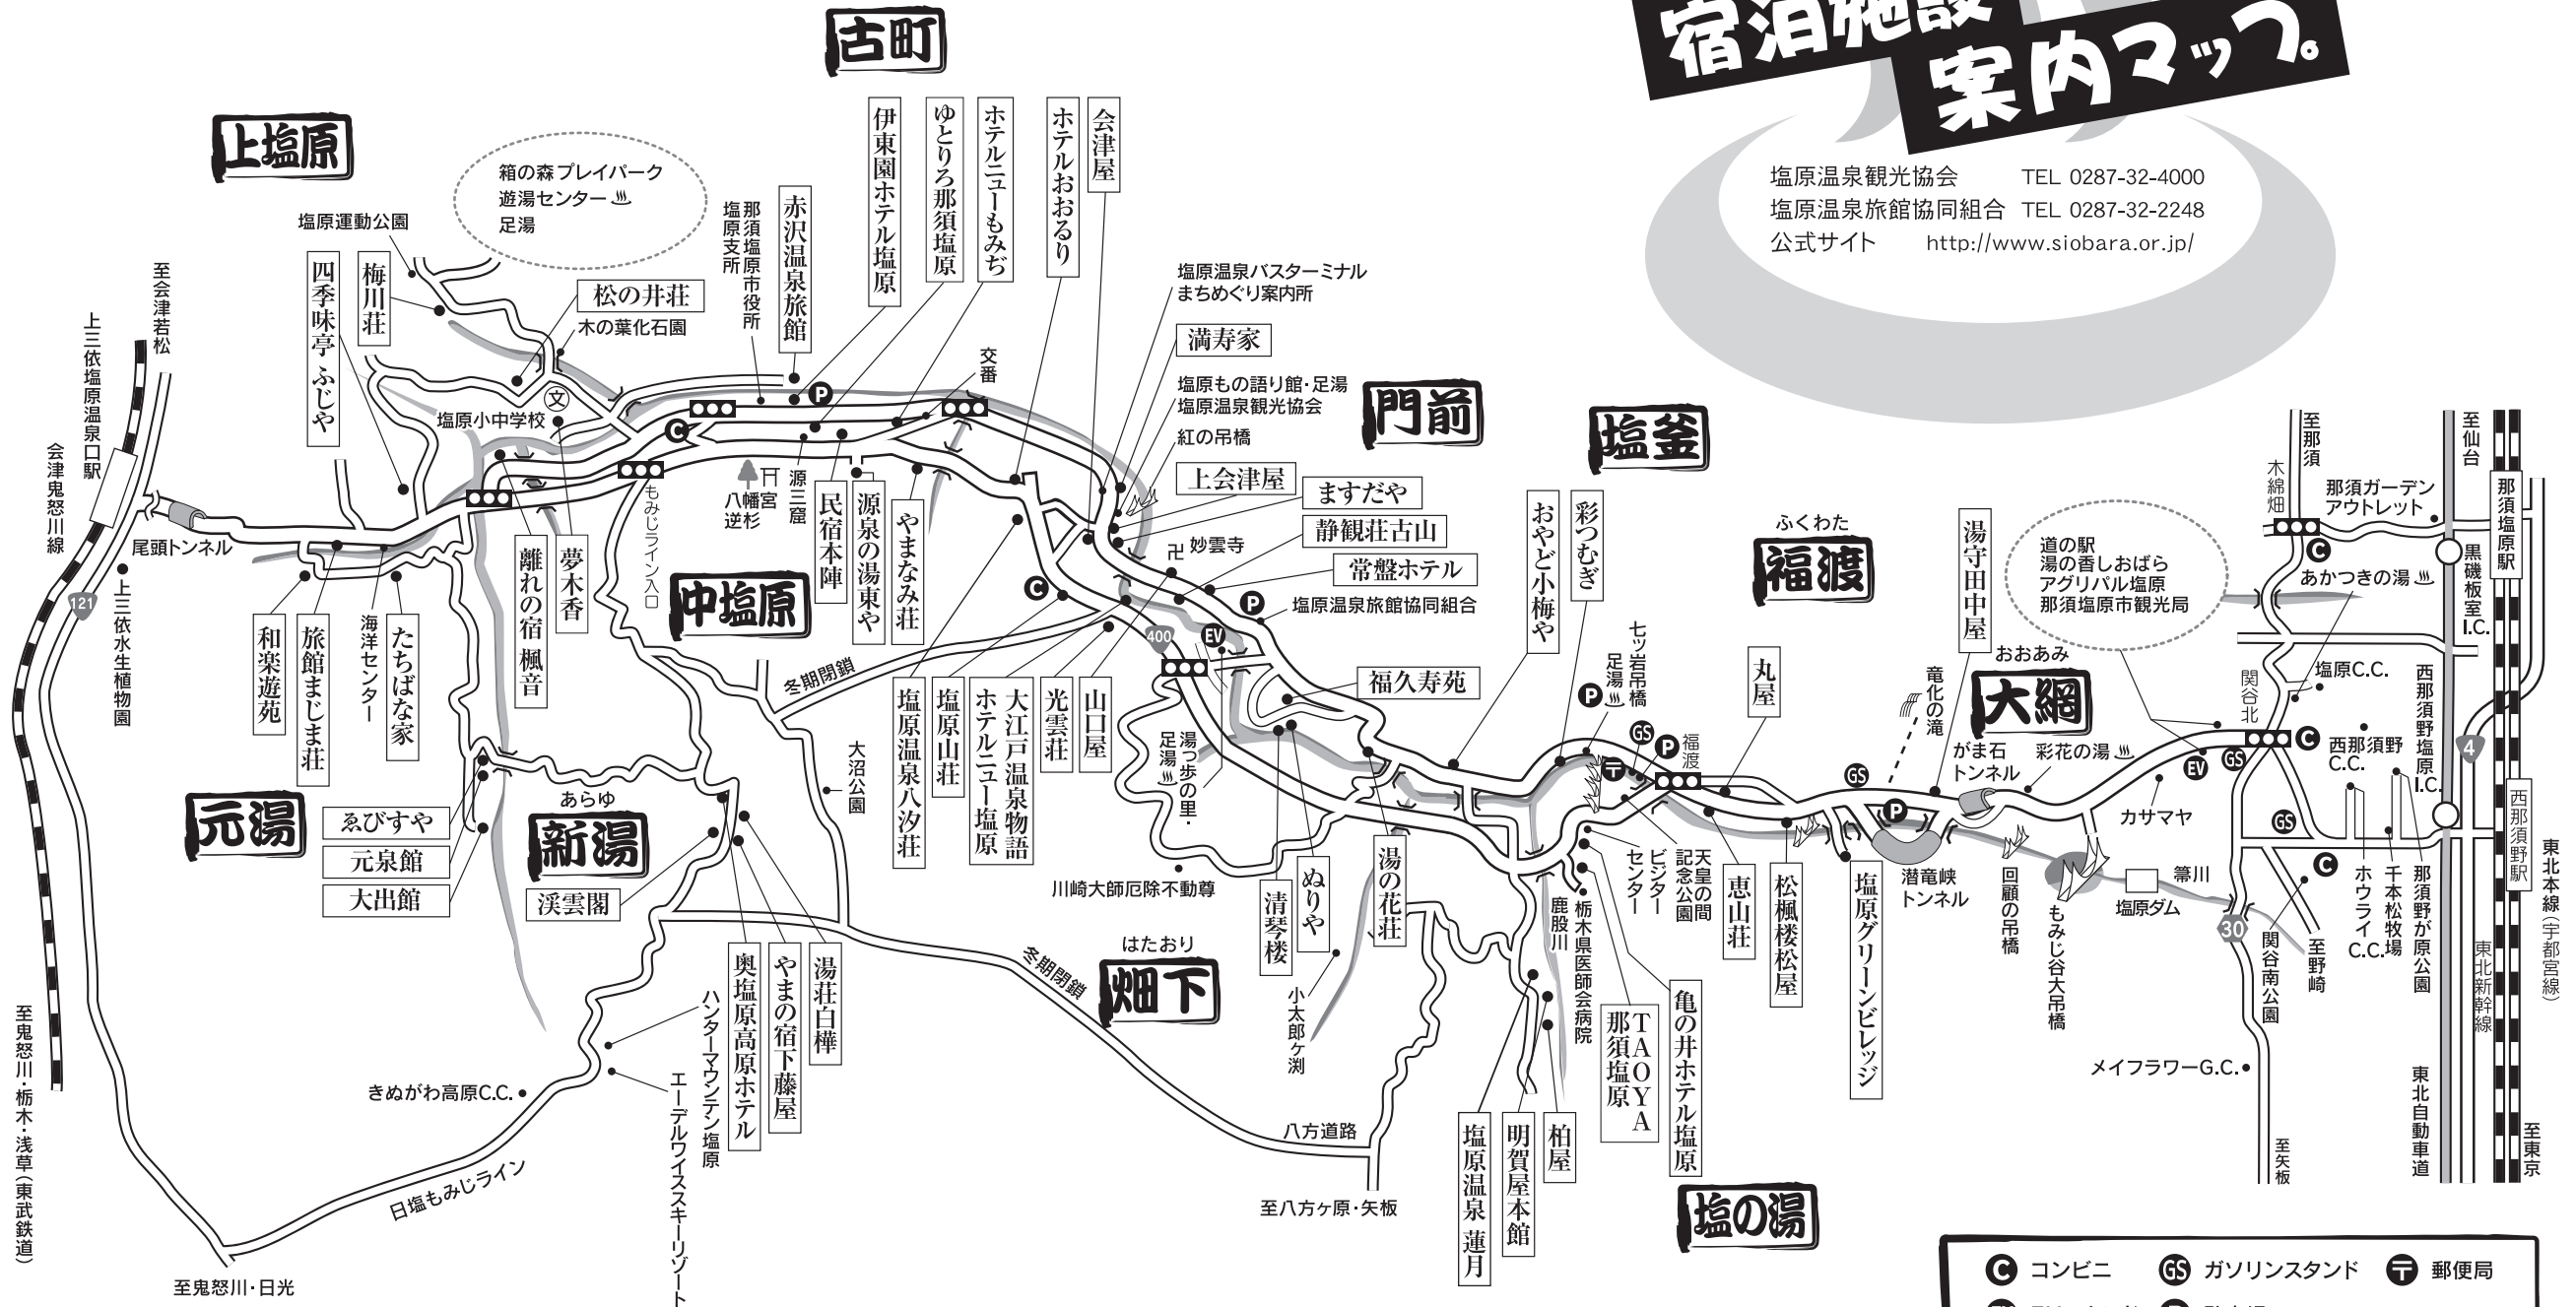 宿泊施設
案内マップ。
塩原温泉観光協会 TEL 0287-32-4000
塩原温泉旅館協同組合 TEL 0287-32-2248
公式サイト http://www.siobara.or.jp/
古町
上塩原
箱の森プレイパーク
遊湯センター♨
足湯
塩原運動公園
四季味亭 ふじや
梅川荘
松の井荘
木の葉化石園
那須塩原市役所
塩原支所
赤沢温泉旅館
伊東園ホテル塩原
ゆとりろ那須塩原
ホテルニューもみぢ
ホテルおおるり
会津屋
交番
塩原温泉バスターミナル
まちめぐり案内所
満寿家
塩原もの語り館・足湯
塩原温泉観光協会
紅の吊橋
上会津屋
ますだや
静観荘古山
常盤ホテル
塩原温泉旅館協同組合
妙雲寺
門前
塩釜
至会津若松
上三依塩原温泉口駅
会津鬼怒川線
尾頭トンネル
121
上三依水生植物園
至鬼怒川・栃木・浅草(東武鉄道)
塩原小中学校
文
和楽遊苑
旅館まじま荘
海洋センター
たちばな家
離れの宿 楓音
夢木香
もみじライン入口
中塩原
八幡宮
逆杉
源三窟
民宿本陣
源泉の湯東や
やまなみ荘
冬期閉鎖
大沼公園
塩原温泉八汐荘
塩原山荘
大江戸温泉物語
ホテルニュー塩原
光雲荘
山口屋
400
福久寿苑
湯っ歩の里・
足湯♨
川崎大師厄除不動尊
清琴楼
ぬりや
湯の花荘
小太郎ヶ渕
畑下
はたおり
元湯
ゑびすや
元泉館
大出館
新湯
あらゆ
渓雲閣
奥塩原高原ホテル
やまの宿下藤屋
湯荘白樺
ハンターマウンテン塩原
エーデルワイススキーリゾート
きぬがわ高原C.C.
日塩もみじライン
至鬼怒川・日光
冬期閉鎖
八方道路
至八方ヶ原・矢板
おやど小梅や
彩つむぎ
七ツ岩吊橋
足湯♨
福渡
ふくわた
福渡
丸屋
湯守田中屋
竜化の滝
がま石
トンネル
彩花の湯♨
おおあみ
大網
道の駅
湯の香しおばら
アグリパル塩原
那須塩原市観光局
カサマヤ
ビジター
センター
天皇の間
記念公園
恵山荘
松楓楼松屋
塩原グリーンビレッジ
潜竜峡
トンネル
回顧の吊橋
もみじ谷大吊橋
塩原ダム
箒川
鹿股川
栃木県医師会病院
TAOYA
那須塩原
亀の井ホテル塩原
塩原温泉 蓮月
明賀屋本館
柏屋
塩の湯
至那須
木綿畑
那須ガーデン
アウトレット
あかつきの湯♨
至仙台
黒磯板室I.C.
那須塩原駅
関谷北
塩原C.C.
西那須野
C.C.
西那須野塩原I.C.
4
西那須野駅
ホウライC.C.
千本松牧場
那須野が原公園
30
関谷南公園
至野崎
メイフラワーG.C.
至矢板
東北自動車道
東北新幹線
東北本線(宇都宮線)
至東京
C コンビニ GS ガソリンスタンド 〒 郵便局